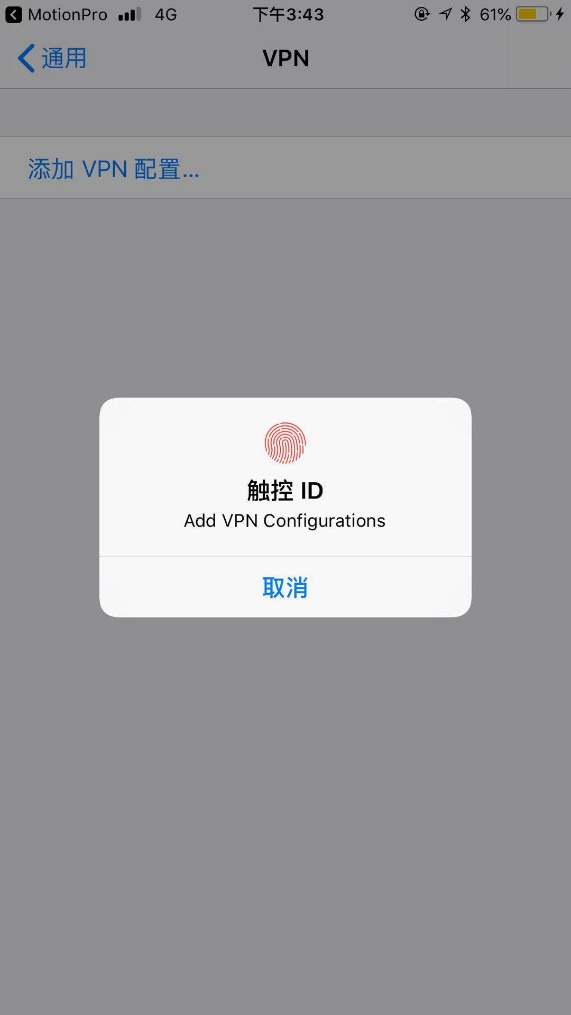 MotionPro 4G 下午3:43 61%
通用 VPN
添加 VPN 配置...
触控 ID
Add VPN Configurations
取消